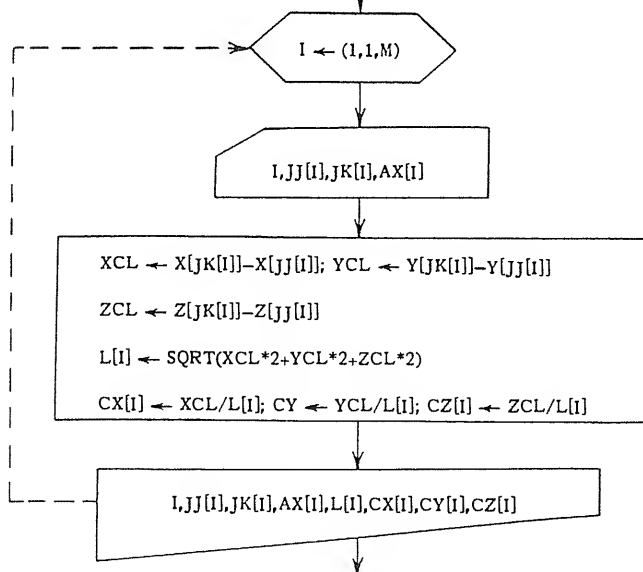 I ← (1,1,M)
I,JJ[I],JK[I],AX[I]
XCL ← X[JK[I]]–X[JJ[I]]; YCL ← Y[JK[I]]–Y[JJ[I]]
ZCL ← Z[JK[I]]–Z[JJ[I]]
L[I] ← SQRT(XCL*2+YCL*2+ZCL*2)
CX[I] ← XCL/L[I]; CY ← YCL/L[I]; CZ[I] ← ZCL/L[I]
I,JJ[I],JK[I],AX[I],L[I],CX[I],CY[I],CZ[I]